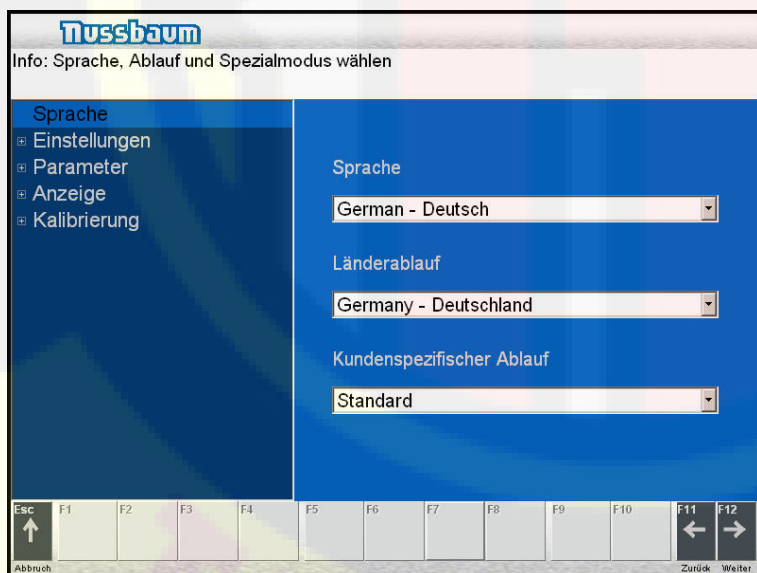 Nussbaum
Info: Sprache, Ablauf und Spezialmodus wählen
Sprache
Einstellungen
Parameter
Anzeige
Kalibrierung
Sprache
German - Deutsch
Länderablauf
Germany - Deutschland
Kundenspezifischer Ablauf
Standard
Esc F1 F2 F3 F4 F5 F6 F7 F8 F9 F10 F11 F12
Abbruch Zurück Weiter